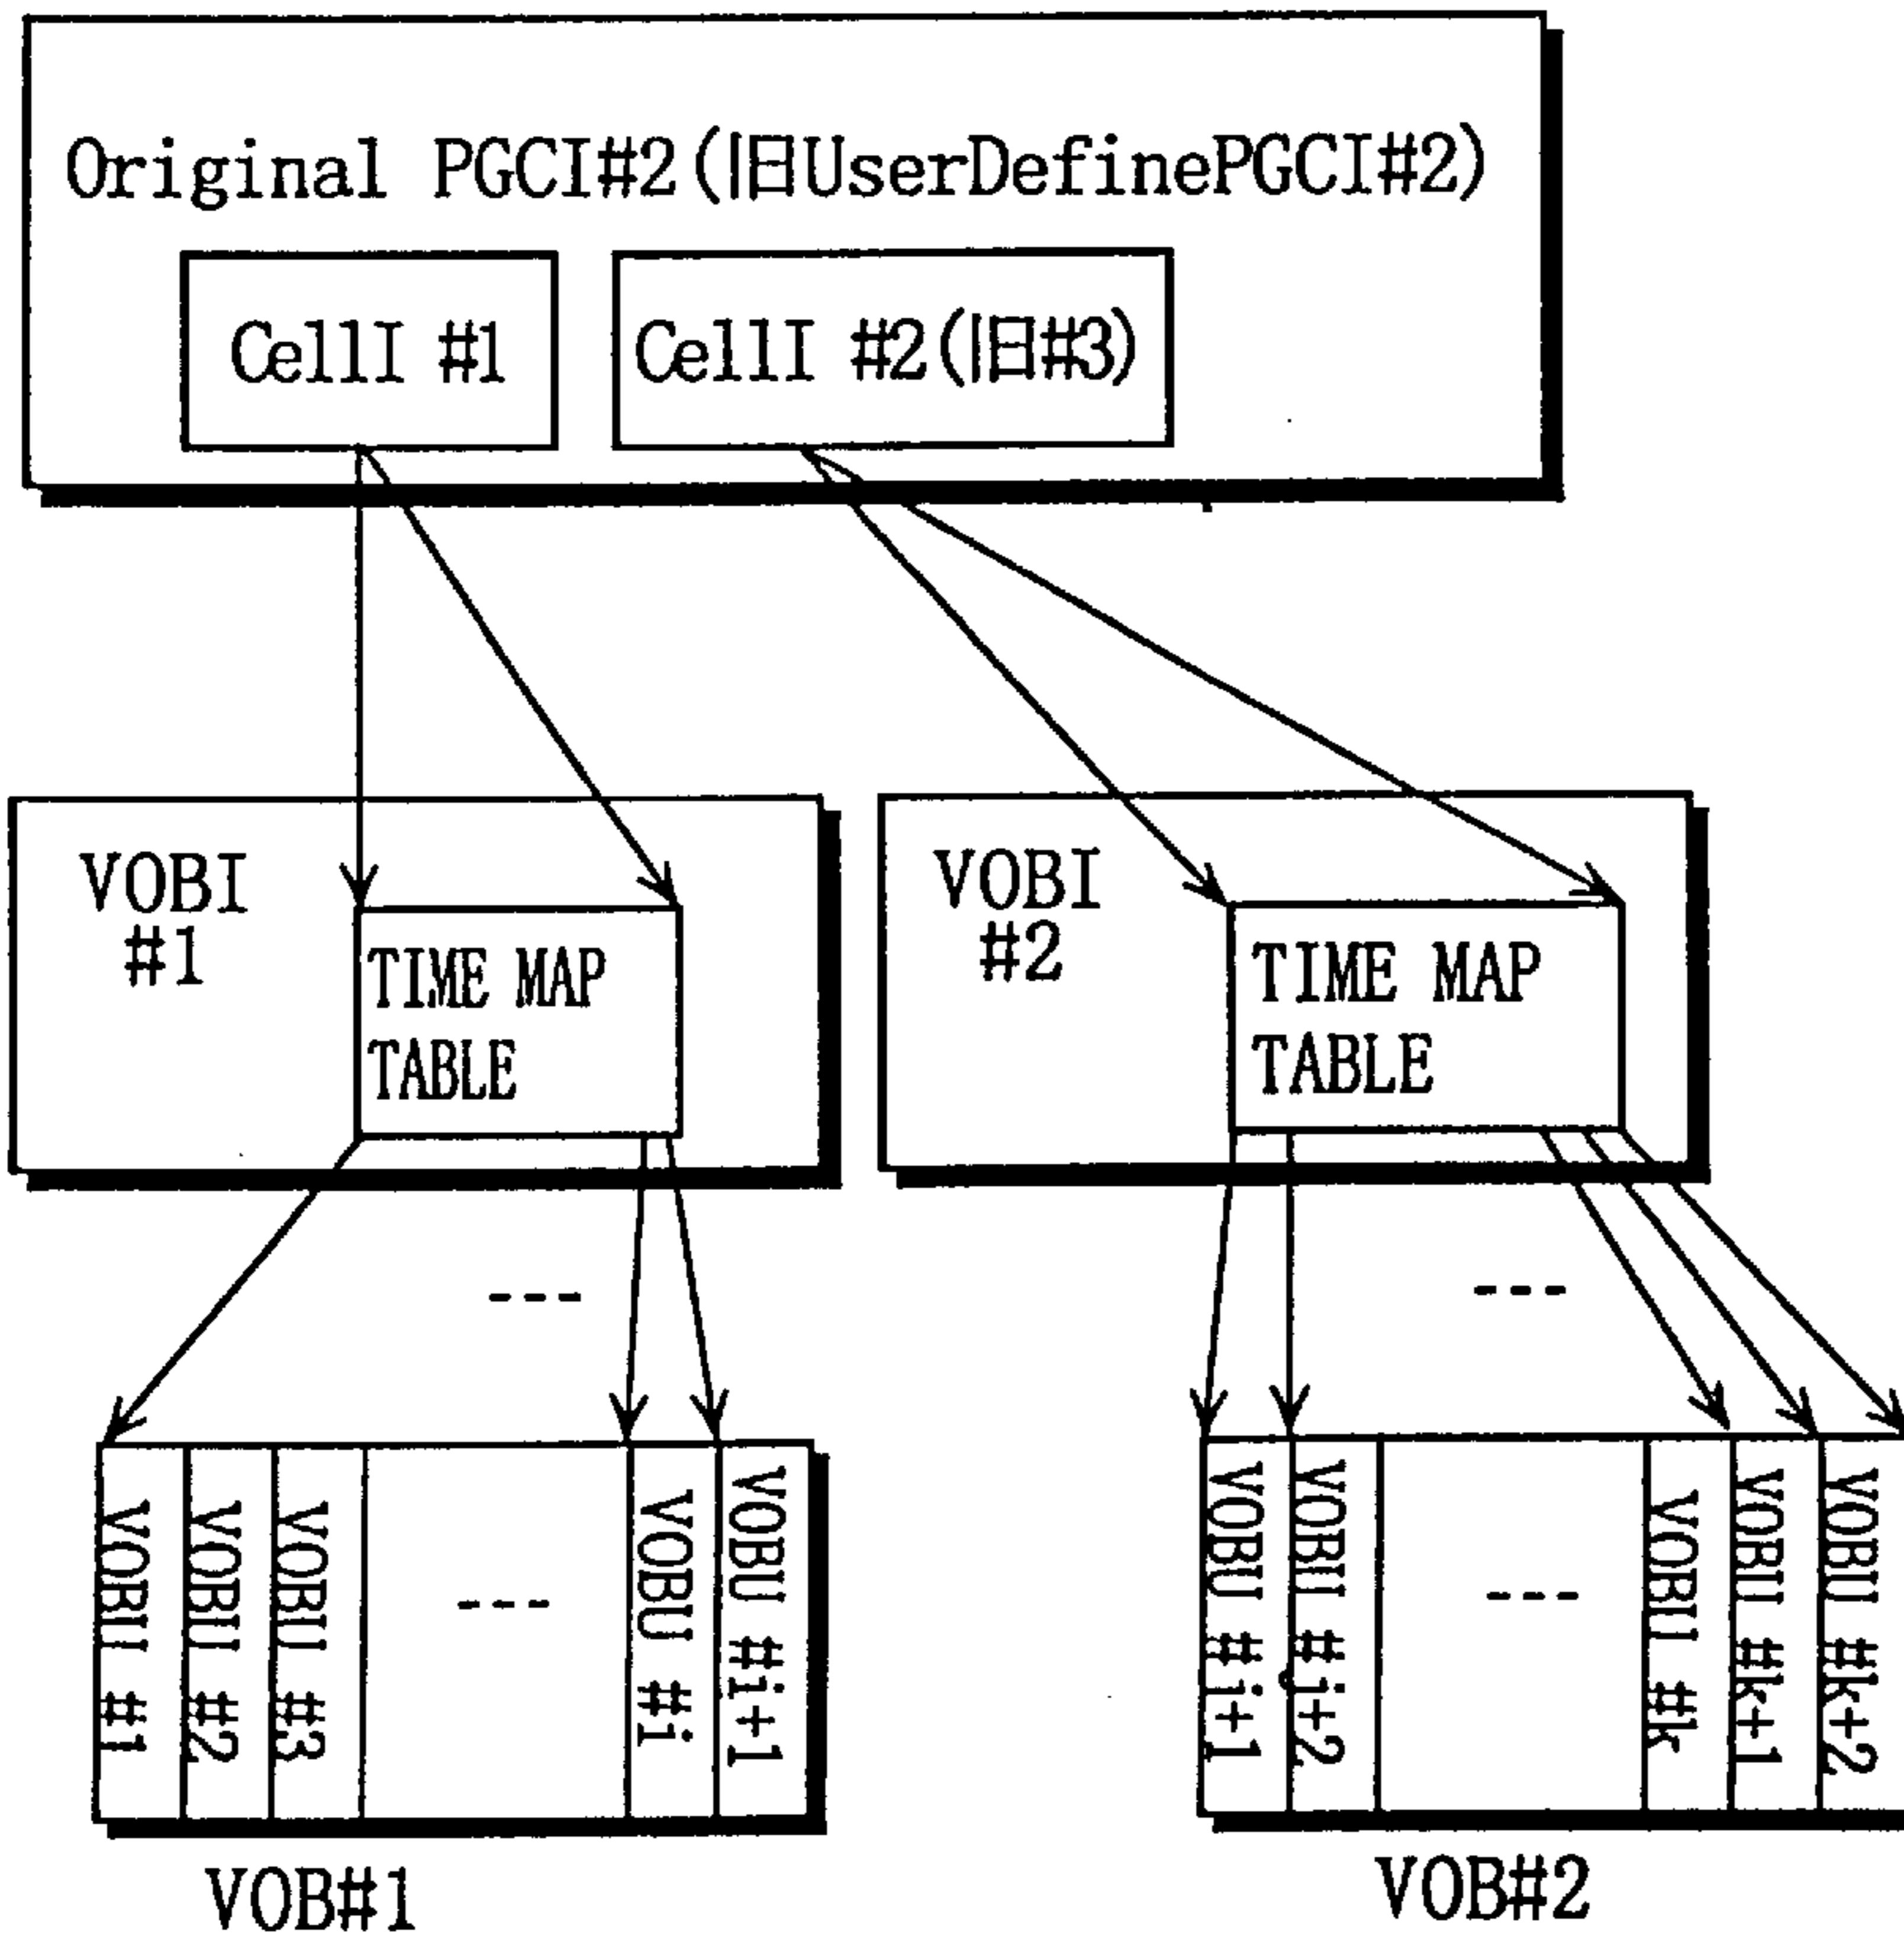 Original PGCI#2(旧UserDefinePGCI#2)
CellI #1
CellI #2(旧#3)
VOBI
#1
TIME MAP
TABLE
VOBI
#2
TIME MAP
TABLE
---
---
VOBU #1
VOBU #2
VOBU #3
---
VOBU #i
VOBU #i+1
VOBU #j+1
VOBU #j+2
---
VOBU #k
VOBU #k+1
VOBU #k+2
VOB#1
VOB#2